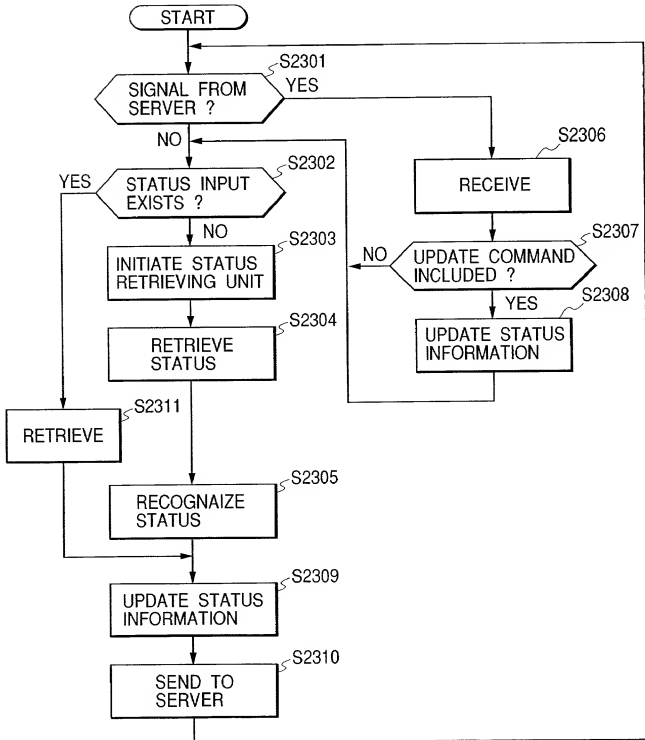 START
S2301
SIGNAL FROM
SERVER ?
YES
NO
S2306
RECEIVE
S2302
STATUS INPUT
EXISTS ?
YES
NO
S2307
UPDATE COMMAND
INCLUDED ?
NO
YES
S2303
INITIATE STATUS
RETRIEVING UNIT
S2308
UPDATE STATUS
INFORMATION
S2304
RETRIEVE
STATUS
S2311
RETRIEVE
S2305
RECOGNAIZE
STATUS
S2309
UPDATE STATUS
INFORMATION
S2310
SEND TO
SERVER